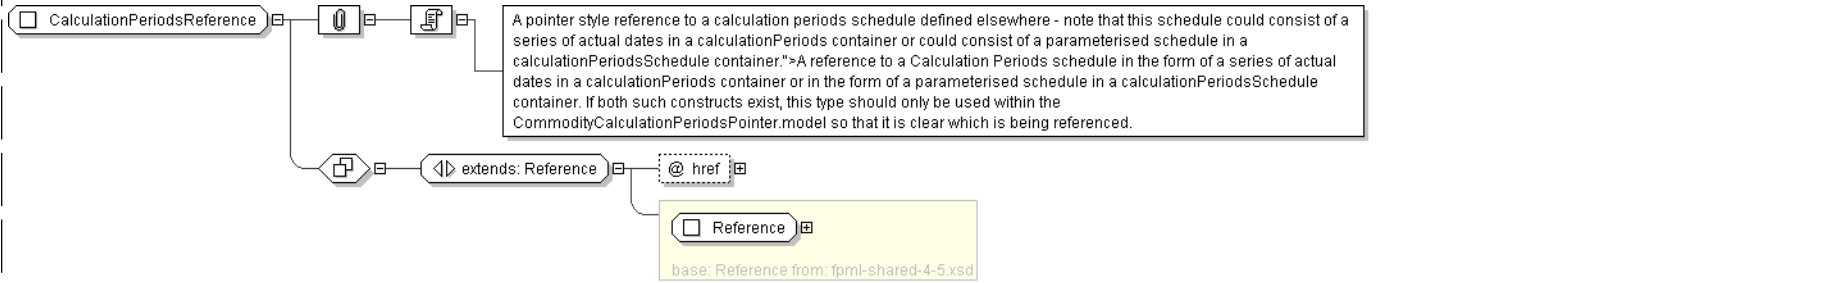 CalculationPeriodsReference
A pointer style reference to a calculation periods schedule defined elsewhere - note that this schedule could consist of a
series of actual dates in a calculationPeriods container or could consist of a parameterised schedule in a
calculationPeriodsSchedule container.">A reference to a Calculation Periods schedule in the form of a series of actual
dates in a calculationPeriods container or in the form of a parameterised schedule in a calculationPeriodsSchedule
container. If both such constructs exist, this type should only be used within the
CommodityCalculationPeriodsPointer.model so that it is clear which is being referenced.
extends: Reference
@ href
Reference
base: Reference from: fpml-shared-4-5.xsd